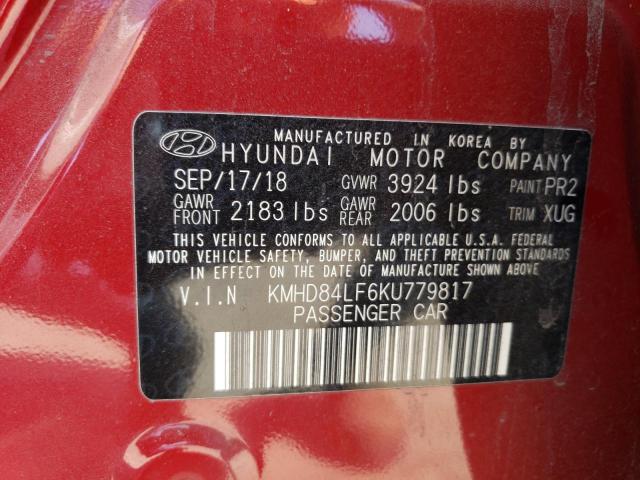 MANUFACTURED IN KOREA BY
HYUNDAI MOTOR COMPANY
SEP/17/18 GVWR 3924 lbs PAINT PR2
GAWR FRONT 2183 lbs GAWR REAR 2006 lbs TRIM XUG
THIS VEHICLE CONFORMS TO ALL APPLICABLE U.S.A. FEDERAL
MOTOR VEHICLE SAFETY, BUMPER, AND THEFT PREVENTION STANDARDS
IN EFFECT ON THE DATE OF MANUFACTURE SHOWN ABOVE.
V.I.N KMHD84LF6KU779817
PASSENGER CAR